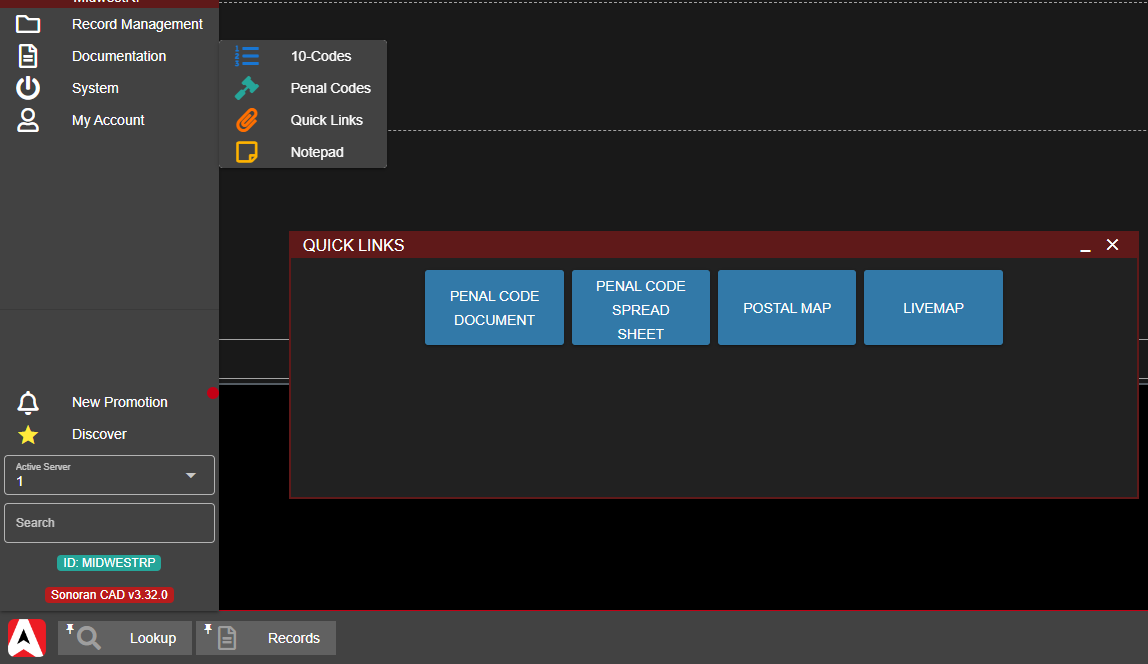 MidwestRP
Record Management
Documentation
System
My Account
10-Codes
Penal Codes
Quick Links
Notepad
QUICK LINKS
PENAL CODE
DOCUMENT
PENAL CODE
SPREAD
SHEET
POSTAL MAP
LIVEMAP
New Promotion
Discover
Active Server
1
Search
ID: MIDWESTRP
Sonoran CAD v3.32.0
Lookup
Records